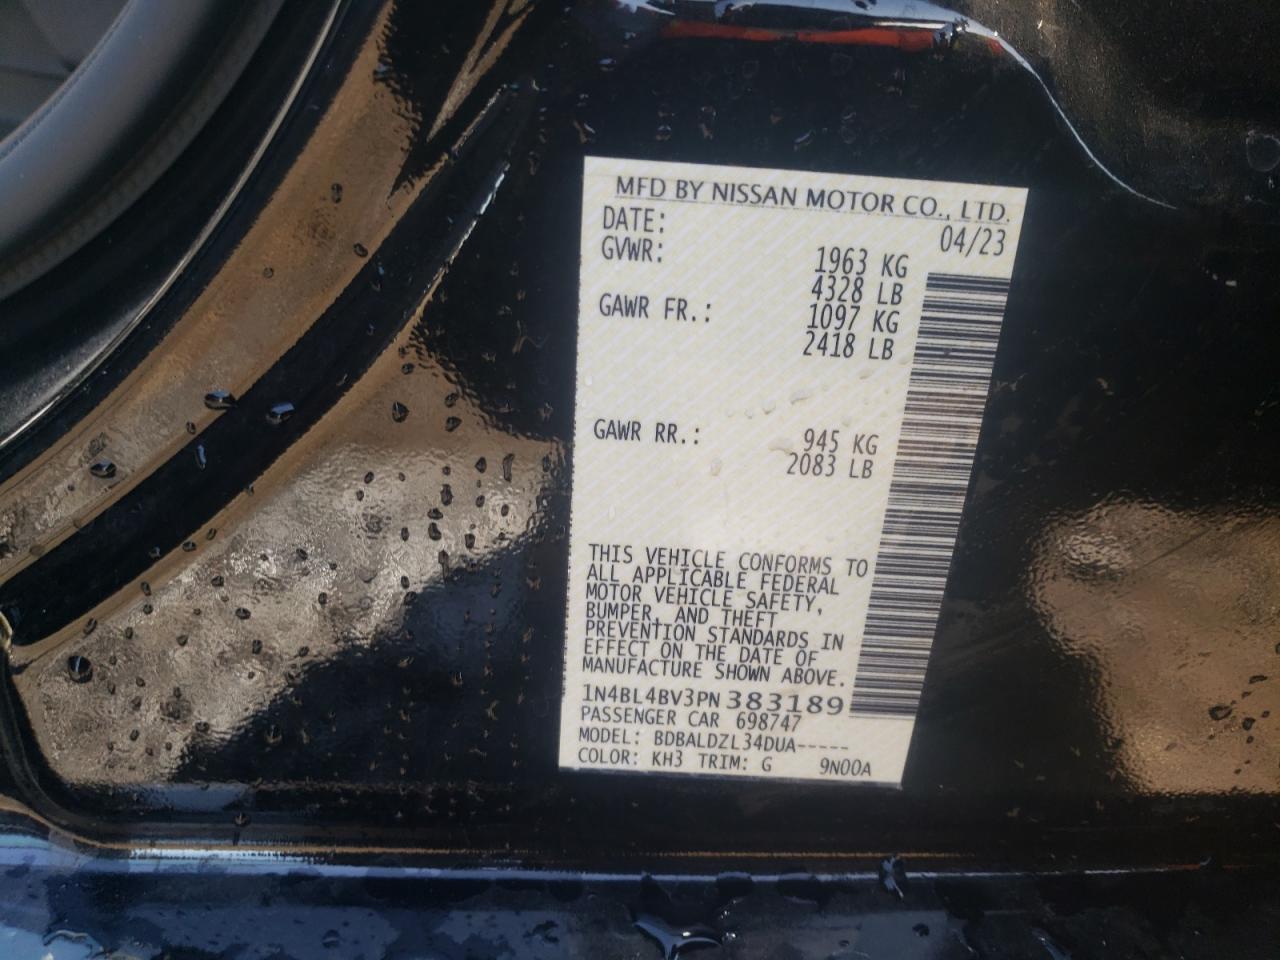 MFD BY NISSAN MOTOR CO., LTD.
DATE: 04/23
GVWR: 1963 KG
4328 LB
GAWR FR.: 1097 KG
2418 LB
GAWR RR.: 945 KG
2083 LB
THIS VEHICLE CONFORMS TO
ALL APPLICABLE FEDERAL
MOTOR VEHICLE SAFETY,
BUMPER, AND THEFT
PREVENTION STANDARDS IN
EFFECT ON THE DATE OF
MANUFACTURE SHOWN ABOVE.
1N4BL4BV3PN383189
PASSENGER CAR 698747
MODEL: BDBALDZL34DUA-----
COLOR: KH3 TRIM: G 9N00A